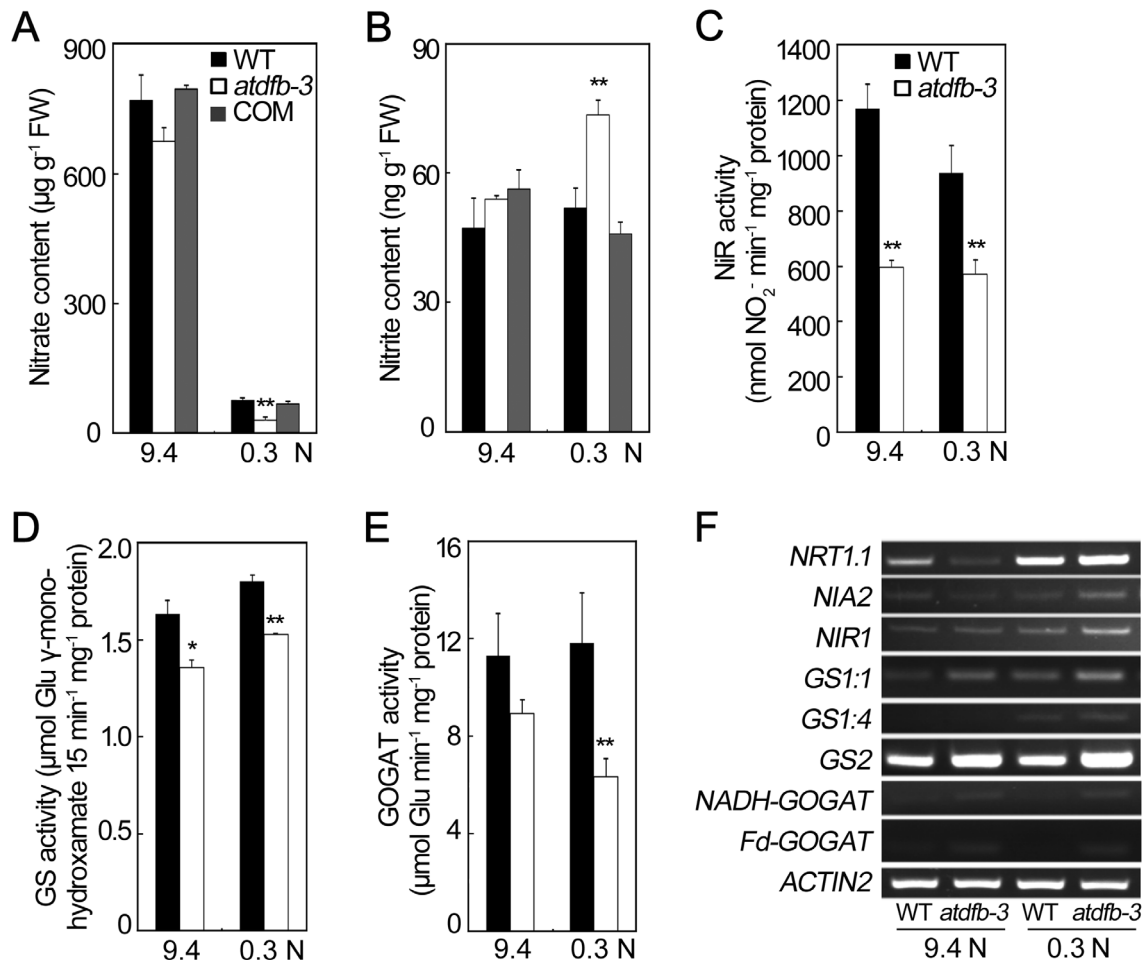 A
Nitrate content (µg g⁻¹ FW)
900
600
300
0
WT
atdfb-3
COM
**
9.4
0.3 N
B
Nitrite content (ng g⁻¹ FW)
90
60
30
0
**
9.4
0.3 N
C
NiR activity
(nmol NO₂⁻ min⁻¹ mg⁻¹ protein)
1400
1200
1000
800
600
400
200
0
WT
atdfb-3
**
**
9.4
0.3 N
D
GS activity (µmol Glu γ-mono-
hydroxamate 15 min⁻¹ mg⁻¹ protein)
2.0
1.5
1.0
0.5
0
*
**
9.4
0.3 N
E
GOGAT activity
(µmol Glu min⁻¹ mg⁻¹ protein)
16
12
8
4
0
**
9.4
0.3 N
F
NRT1.1
NIA2
NIR1
GS1:1
GS1:4
GS2
NADH-GOGAT
Fd-GOGAT
ACTIN2
WT atdfb-3 WT atdfb-3
9.4 N 0.3 N